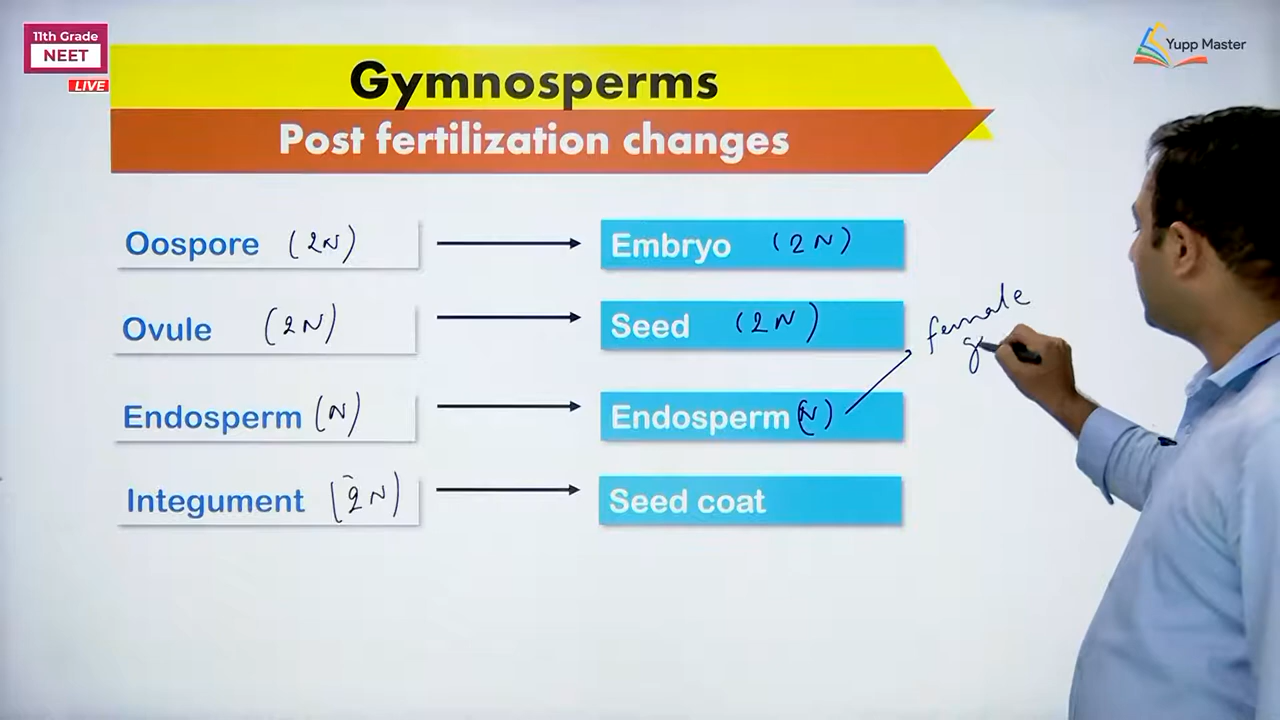 11th Grade
NEET
LIVE
Yupp Master
Gymnosperms
Post fertilization changes
Oospore (2N)
Embryo (2N)
Ovule (2N)
Seed (2N)
female
g
Endosperm (N)
Endosperm (N)
Integument (2N)
Seed coat